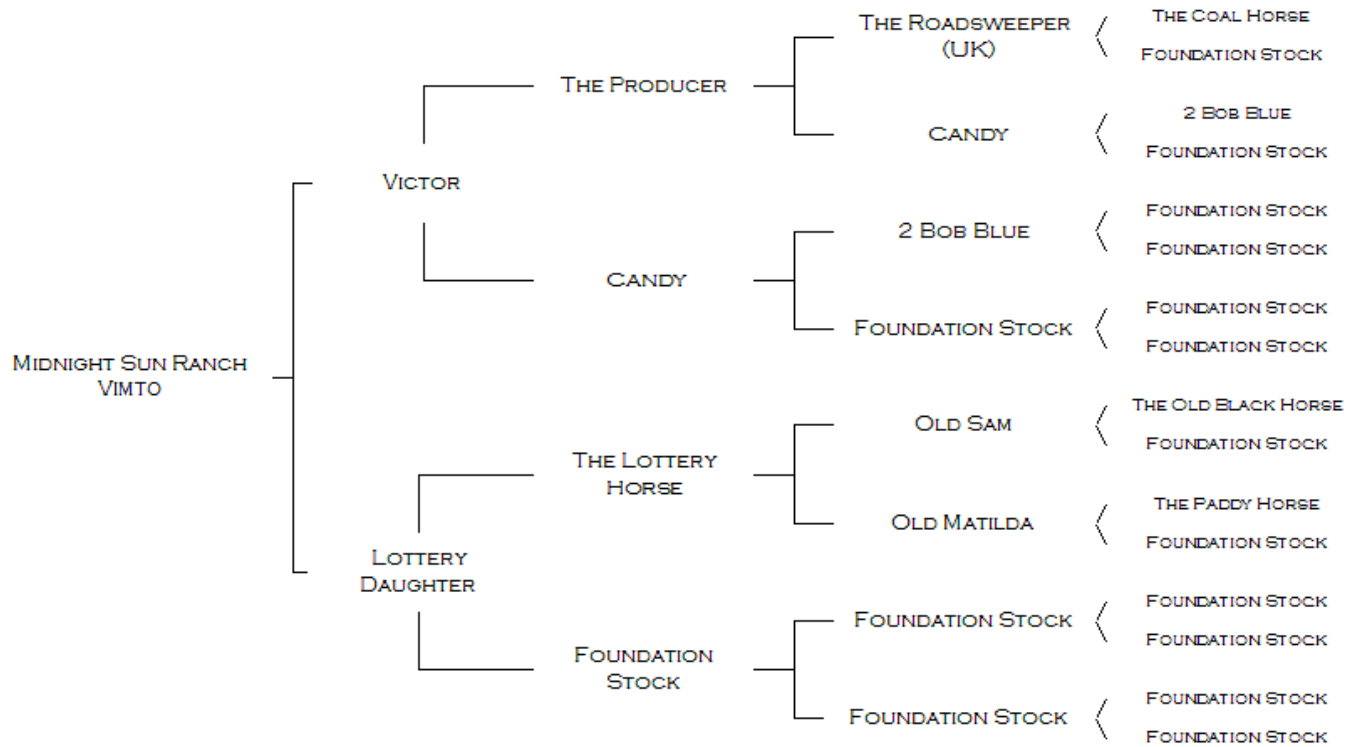 The Coal Horse
The Roadsweeper
(UK)
Foundation Stock
The Producer
2 Bob Blue
Candy
Foundation Stock
Victor
Foundation Stock
2 Bob Blue
Foundation Stock
Candy
Foundation Stock
Foundation Stock
Foundation Stock
Midnight Sun Ranch
Vimto
The Old Black Horse
Old Sam
Foundation Stock
The Lottery
Horse
The Paddy Horse
Old Matilda
Foundation Stock
Lottery
Daughter
Foundation Stock
Foundation Stock
Foundation Stock
Foundation
Stock
Foundation Stock
Foundation Stock
Foundation Stock